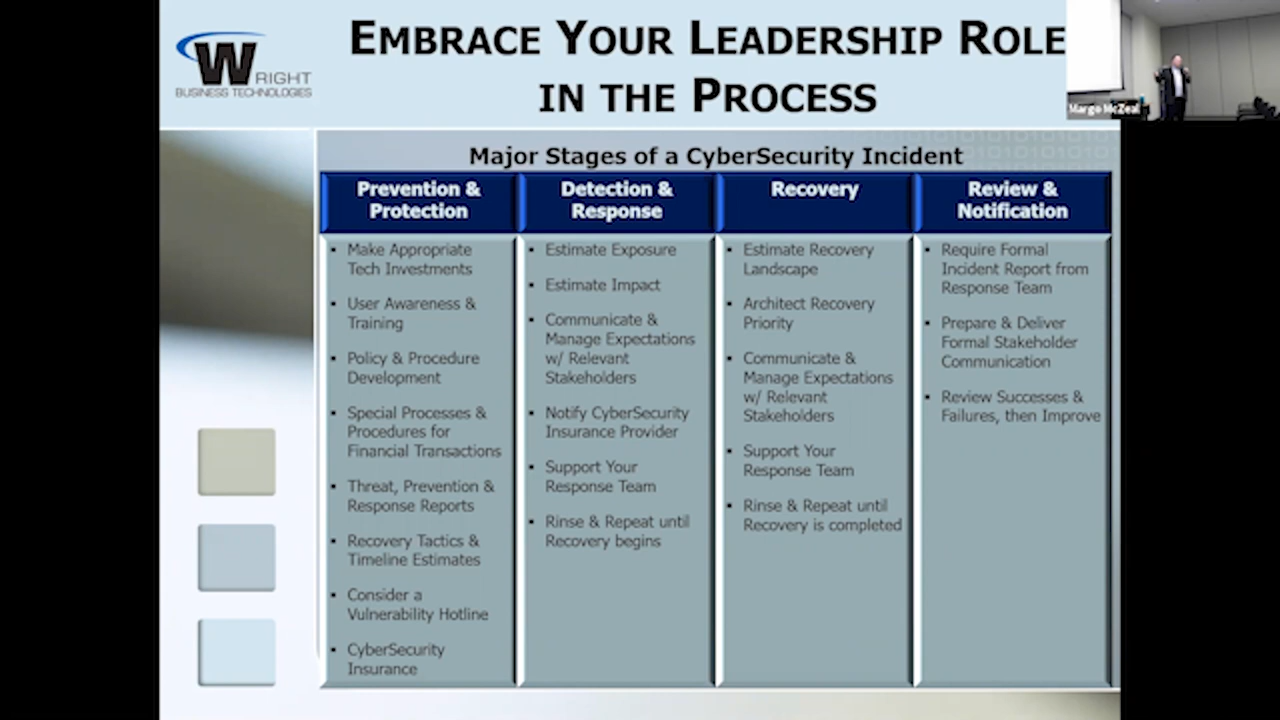 WRIGHT
BUSINESS TECHNOLOGIES
EMBRACE YOUR LEADERSHIP ROLE
IN THE PROCESS
Margo McZeal
Major Stages of a CyberSecurity Incident
Prevention &
Protection
▪ Make Appropriate
Tech Investments
▪ User Awareness &
Training
▪ Policy & Procedure
Development
▪ Special Processes &
Procedures for
Financial Transactions
▪ Threat, Prevention &
Response Reports
▪ Recovery Tactics &
Timeline Estimates
▪ Consider a
Vulnerability Hotline
▪ CyberSecurity
Insurance
Detection &
Response
▪ Estimate Exposure
▪ Estimate Impact
▪ Communicate &
Manage Expectations
w/ Relevant
Stakeholders
▪ Notify CyberSecurity
Insurance Provider
▪ Support Your
Response Team
▪ Rinse & Repeat until
Recovery begins
Recovery
▪ Estimate Recovery
Landscape
▪ Architect Recovery
Priority
▪ Communicate &
Manage Expectations
w/ Relevant
Stakeholders
▪ Support Your
Response Team
▪ Rinse & Repeat until
Recovery is completed
Review &
Notification
▪ Require Formal
Incident Report from
Response Team
▪ Prepare & Deliver
Formal Stakeholder
Communication
▪ Review Successes &
Failures, then Improve